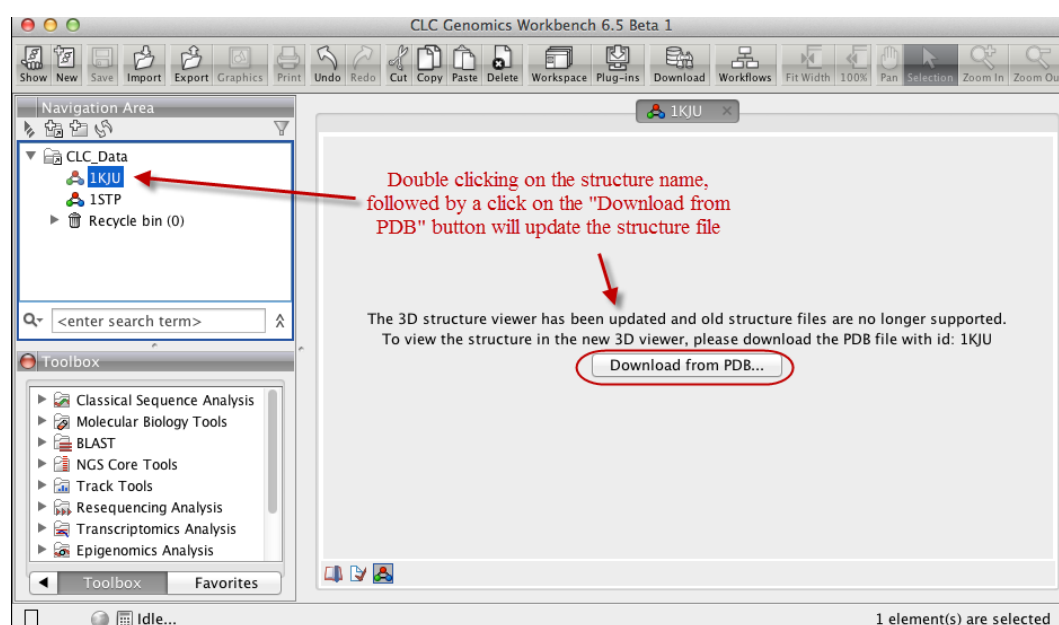 CLC Genomics Workbench 6.5 Beta 1
Show New Save Import Export Graphics Print Undo Redo Cut Copy Paste Delete Workspace Plug-ins Download Workflows Fit Width 100% Pan Selection Zoom In Zoom Ou
Navigation Area
CLC_Data
1KJU
1STP
Recycle bin (0)
<enter search term>
Toolbox
Classical Sequence Analysis
Molecular Biology Tools
BLAST
NGS Core Tools
Track Tools
Resequencing Analysis
Transcriptomics Analysis
Epigenomics Analysis
Toolbox Favorites
1KJU
Double clicking on the structure name,
followed by a click on the "Download from
PDB" button will update the structure file
The 3D structure viewer has been updated and old structure files are no longer supported.
To view the structure in the new 3D viewer, please download the PDB file with id: 1KJU
Download from PDB...
Idle...
1 element(s) are selected